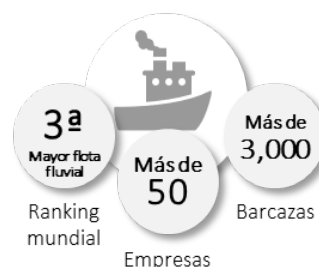 3ª
Mayor flota
fluvial
Ranking
mundial
Más de
50
Empresas
Más de
3,000
Barcazas